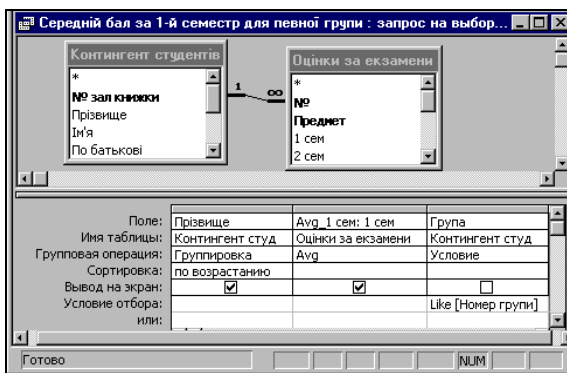 Середній бал за 1-й семестр для певної групи : запрос на выбор...
Контингент студентів
*
№ зал книжки
Прізвище
Ім'я
По батькові
1 ∞
Оцінки за екзамени
*
№
Предмет
1 сем
2 сем
Поле: Прізвище Avg_1 сем: 1 сем Група
Имя таблицы: Контингент студ Оцінки за екзамени Контингент студ
Групповая операция: Группировка Avg Условие
Сортировка: по возрастанию
Вывод на экран:
Условие отбора: Like [Номер групи]
или:
Готово NUM